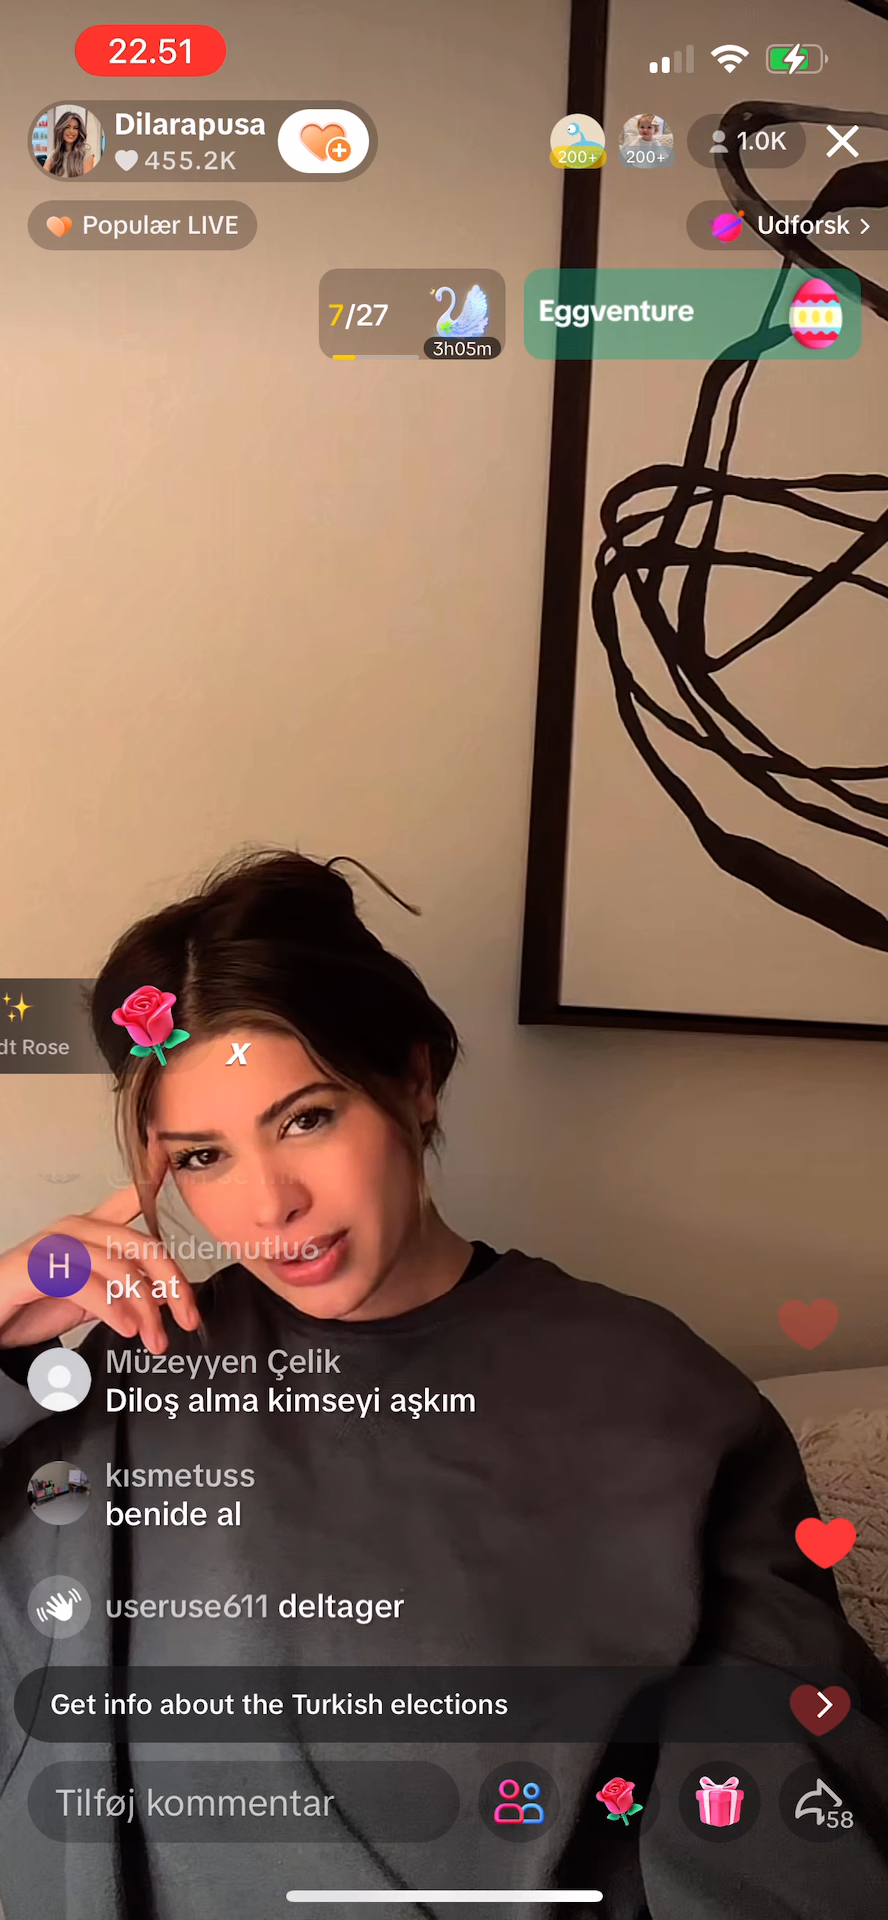 22.51
Dilarapusa
455.2K
200+
200+
1.0K
Populær LIVE
Udforsk
7/27
3h05m
Eggventure
dt Rose
x
hamidemutlu6
pk at
Müzeyyen Çelik
Diloş alma kimseyi aşkım
kısmetuss
benide al
useruse611 deltager
Get info about the Turkish elections
Tilføj kommentar
58
H